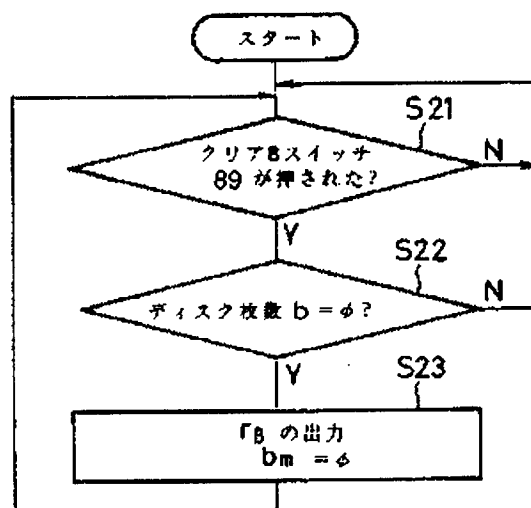 スタート
S21
クリアBスイッチ
89 が押された?
N
Y
S22
ディスク枚数 b = φ?
N
Y
S23
rB の出力
bm = φ